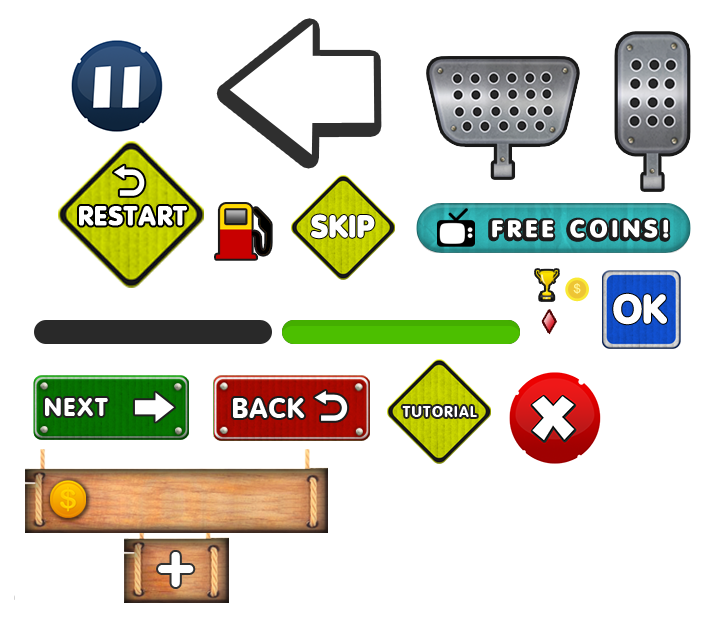 RESTART
SKIP
FREE COINS!
$
OK
NEXT
BACK
TUTORIAL
$